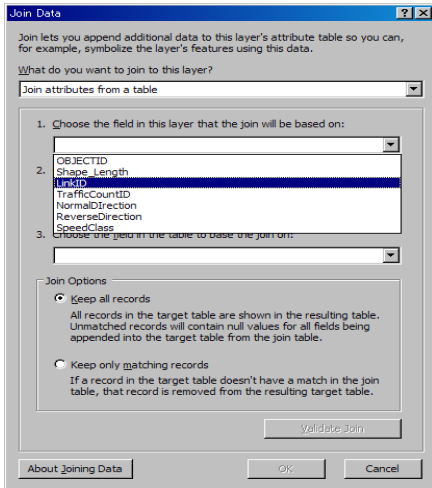 Join Data
Join lets you append additional data to this layer's attribute table so you can,
for example, symbolize the layer's features using this data.
What do you want to join to this layer?
Join attributes from a table
1. Choose the field in this layer that the join will be based on:
OBJECTID
2. Shape_Length
LinkID
TrafficCountID
NormalDIrection
ReverseDirection
SpeedClass
3. Choose the field in the table to base the join on:
Join Options
Keep all records
All records in the target table are shown in the resulting table.
Unmatched records will contain null values for all fields being
appended into the target table from the join table.
Keep only matching records
If a record in the target table doesn't have a match in the join
table, that record is removed from the resulting target table.
Validate Join
About Joining Data OK Cancel